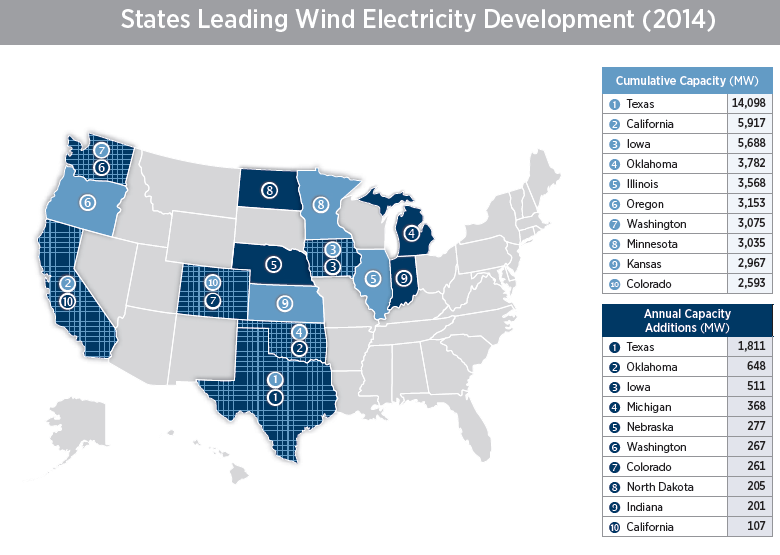 States Leading Wind Electricity Development (2014)
Cumulative Capacity (MW)
1 Texas 14,098
2 California 5,917
3 Iowa 5,688
4 Oklahoma 3,782
5 Illinois 3,568
6 Oregon 3,153
7 Washington 3,075
8 Minnesota 3,035
9 Kansas 2,967
10 Colorado 2,593
Annual Capacity
Additions (MW)
1 Texas 1,811
2 Oklahoma 648
3 Iowa 511
4 Michigan 368
5 Nebraska 277
6 Washington 267
7 Colorado 261
8 North Dakota 205
9 Indiana 201
10 California 107
7
6
6
8
8
4
3
3
5
5
9
2
10
10
7
9
4
2
1
1